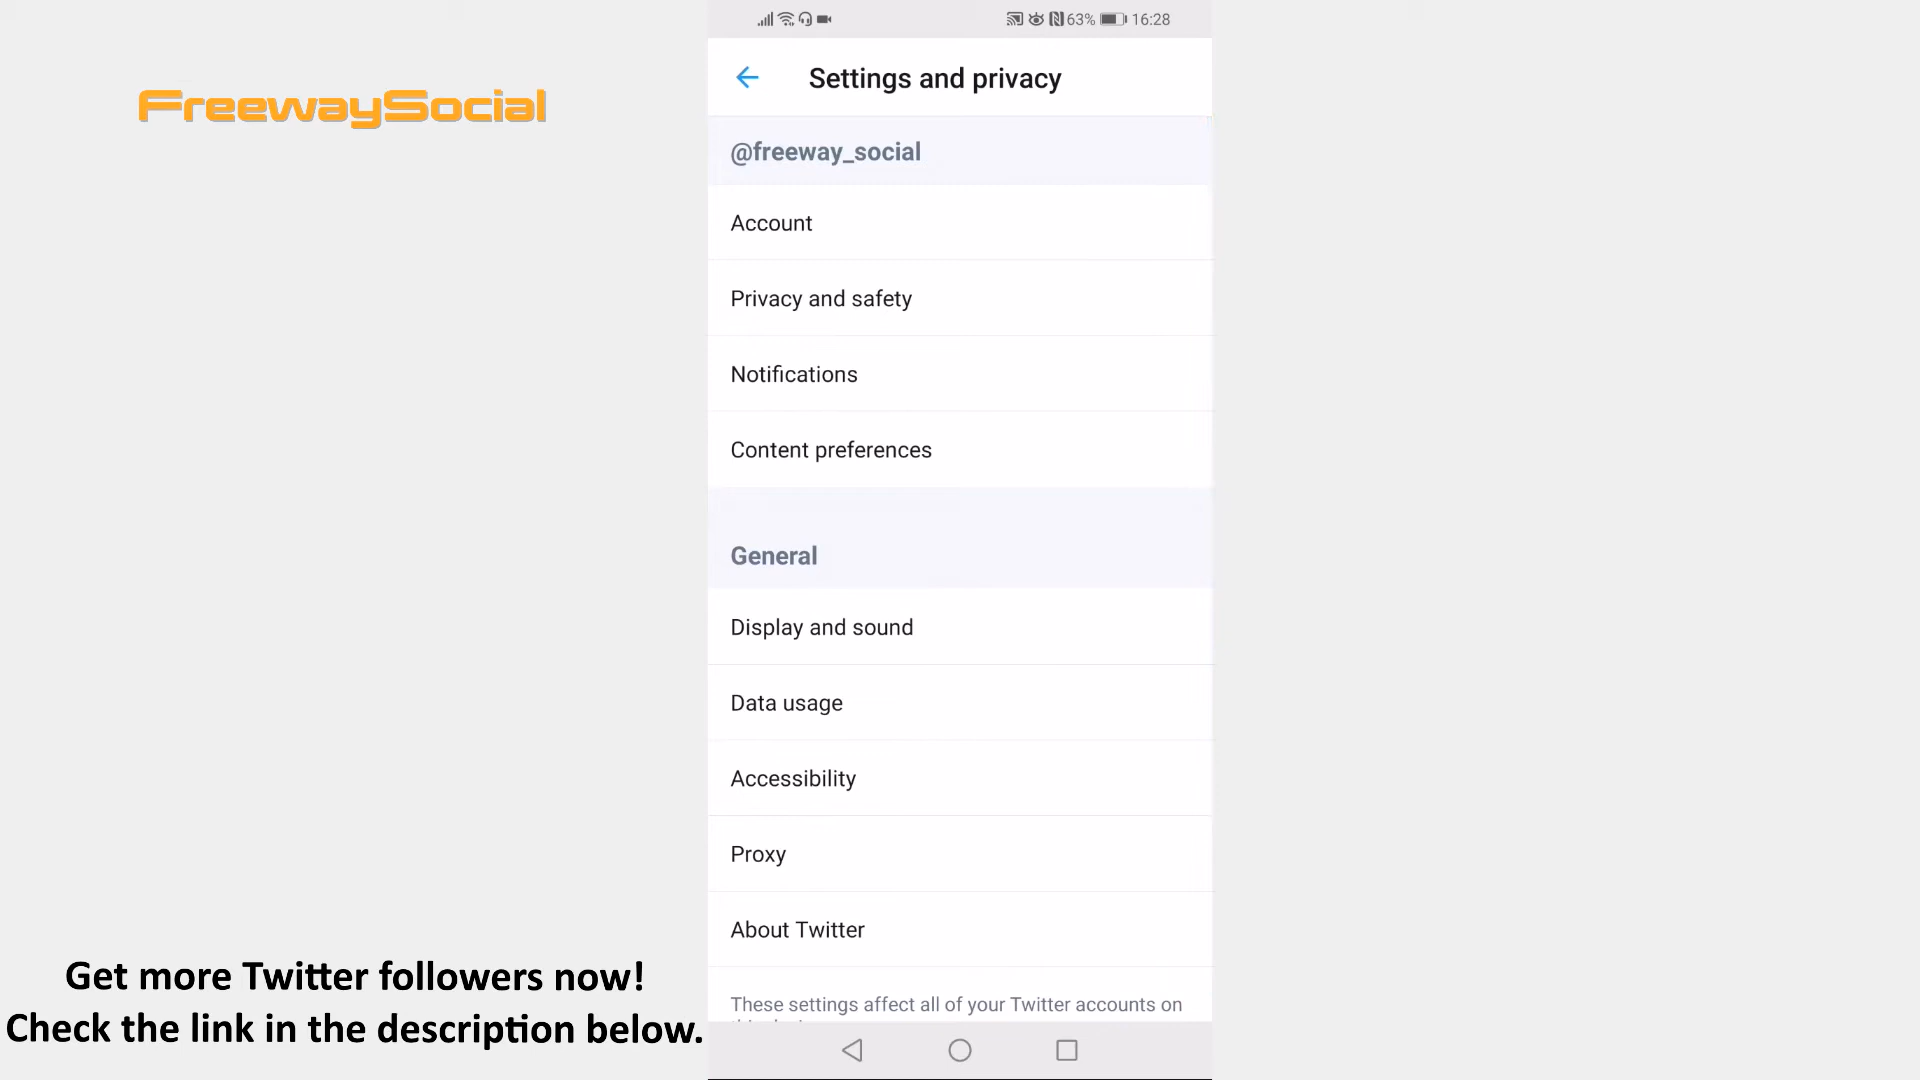 63% 16:28
Settings and privacy
FreewaySocial
@freeway_social
Account
Privacy and safety
Notifications
Content preferences
General
Display and sound
Data usage
Accessibility
Proxy
About Twitter
These settings affect all of your Twitter accounts on
Get more Twitter followers now!
Check the link in the description below.